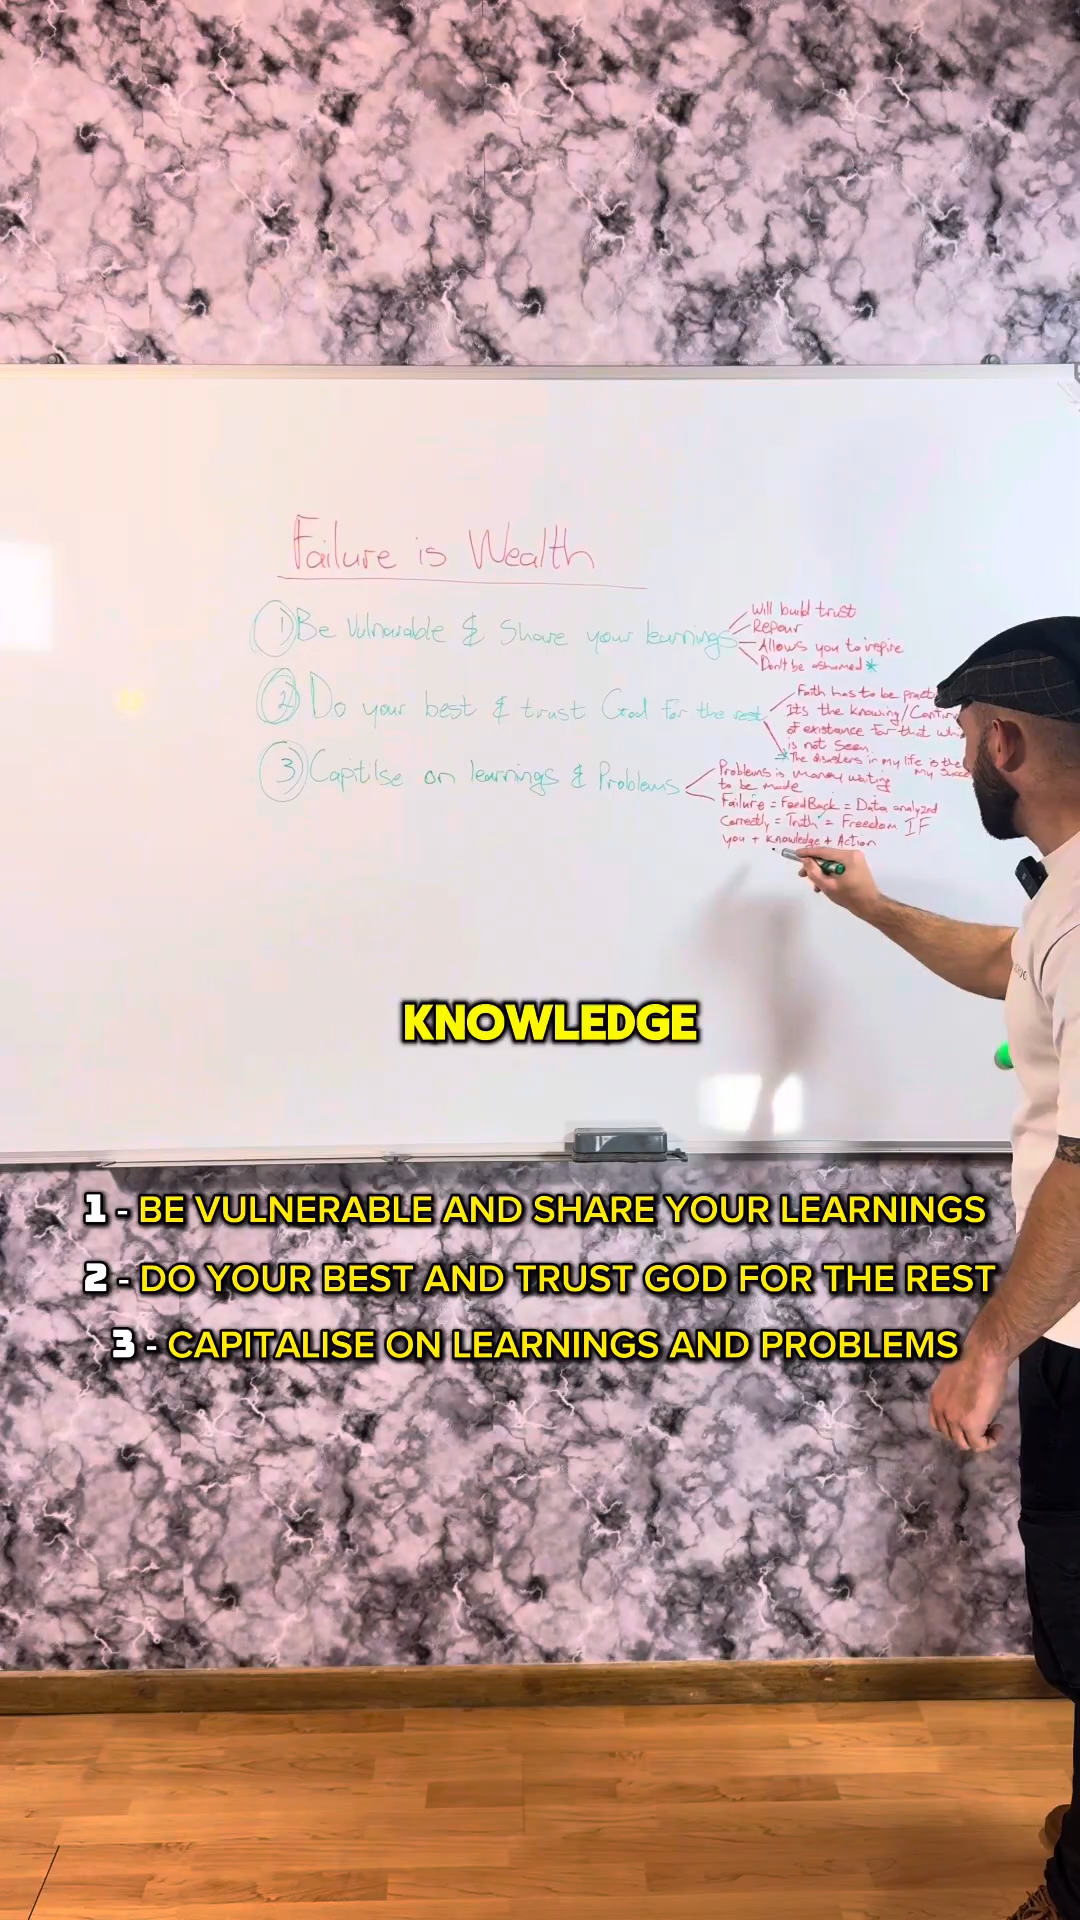 Failure is Wealth
1 Be Vulnarable & Share your learnings
Will build trust
Repour
Allows you to inspire
Don't be ashamed *
2 Do your best & trust God for the rest
Faith has to be
Its the knowing/
of existance for that
is not seen
* The disasters in my life is the
my
3 Captilse on learnings & Problems
Problems is money waiting
to be made
Failure = FeedBack = Data analyzed
Correctly = Truth = Freedom IF
you + knowledge + Action
KNOWLEDGE
1 - BE VULNERABLE AND SHARE YOUR LEARNINGS
2 - DO YOUR BEST AND TRUST GOD FOR THE REST
3 - CAPITALISE ON LEARNINGS AND PROBLEMS